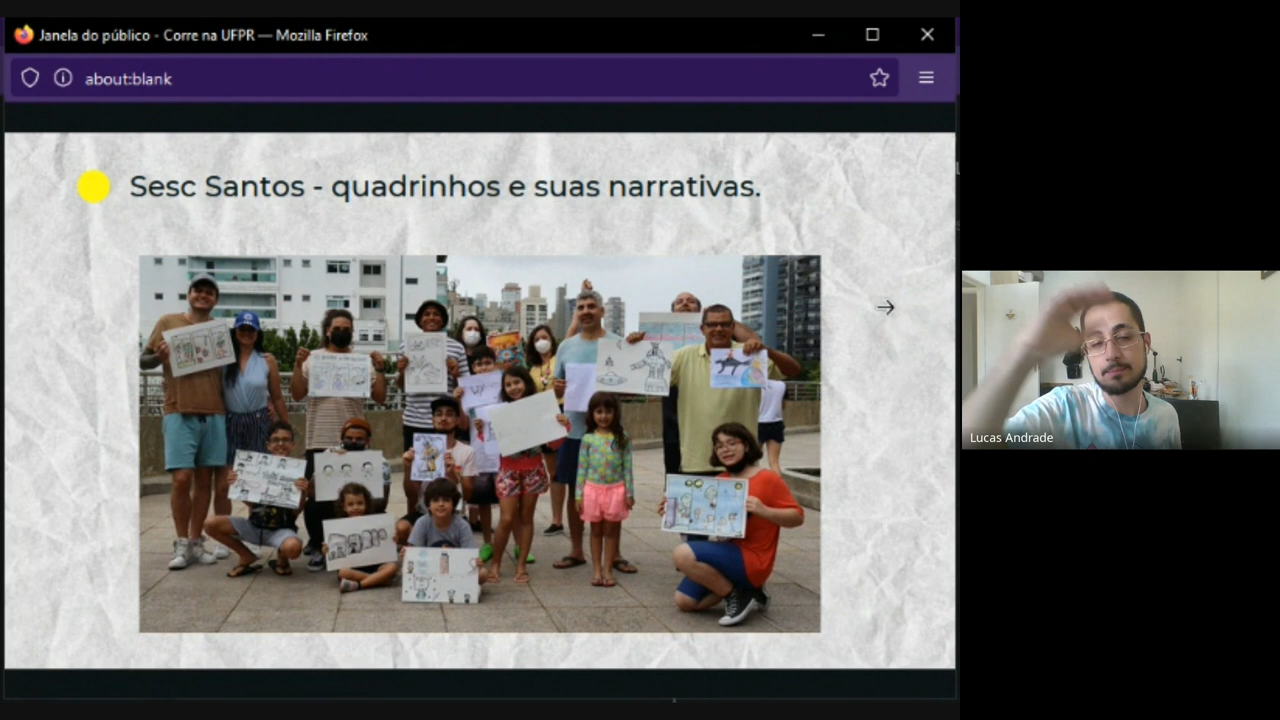 Janela do público - Corre na UFPR — Mozilla Firefox
about:blank
Sesc Santos - quadrinhos e suas narrativas.
Lucas Andrade